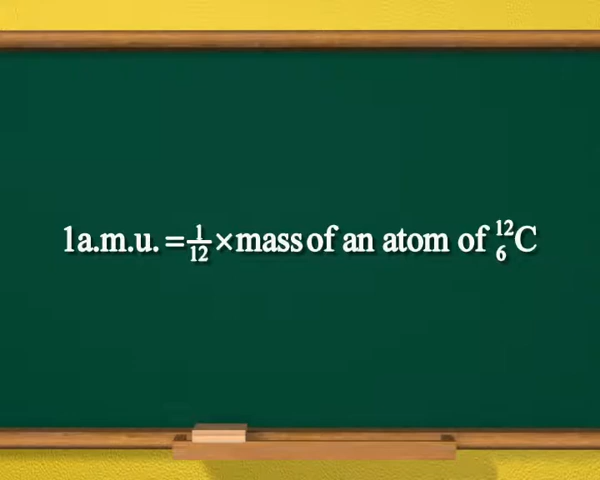 1a.m.u. = 1/12 × mass of an atom of ¹²₆C